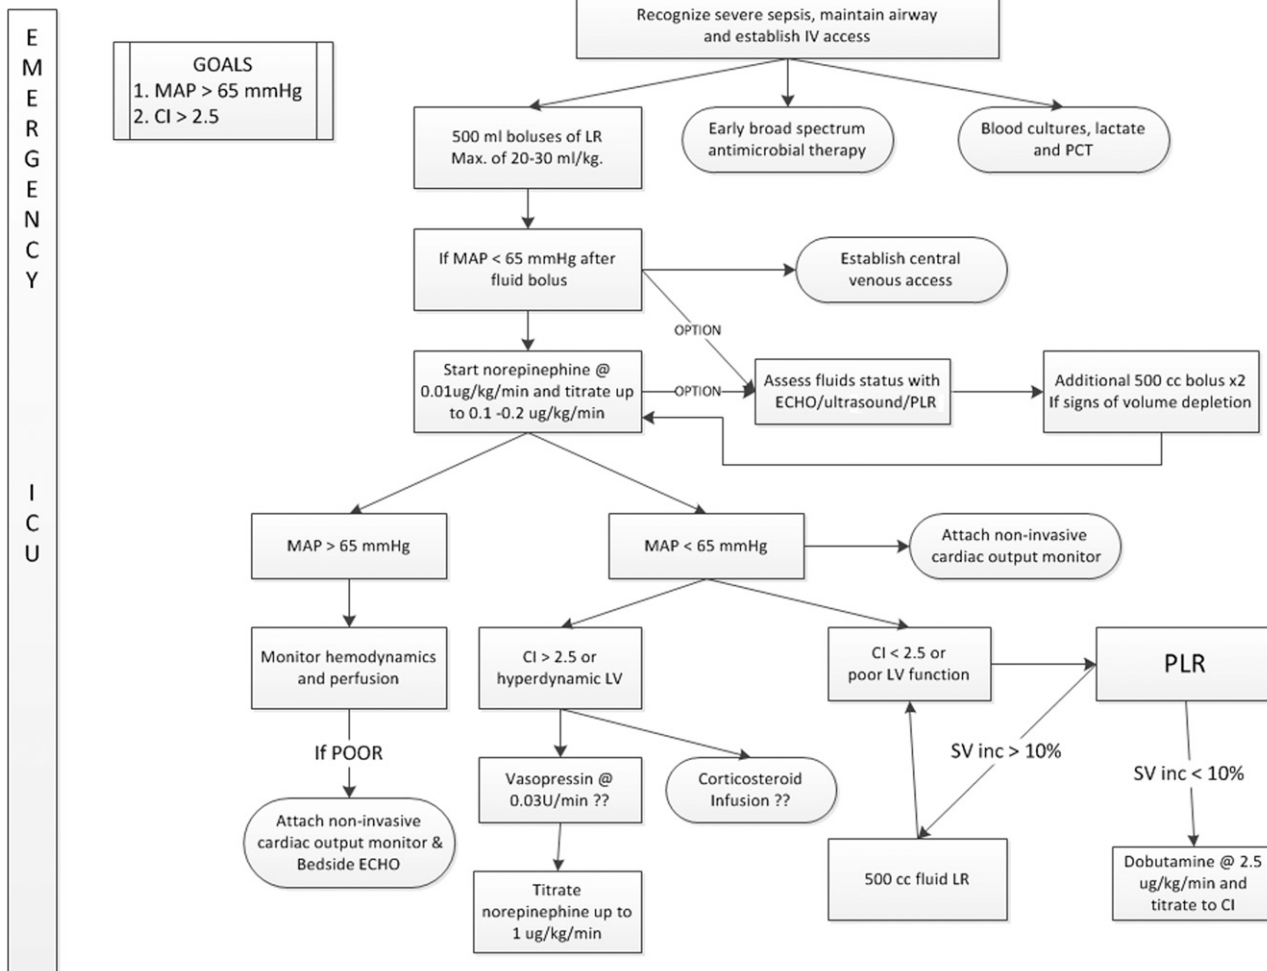 E
M
E
R
G
E
N
C
Y
I
C
U
GOALS
1. MAP > 65 mmHg
2. CI > 2.5
Recognize severe sepsis, maintain airway
and establish IV access
500 ml boluses of LR
Max. of 20-30 ml/kg.
Early broad spectrum
antimicrobial therapy
Blood cultures, lactate
and PCT
If MAP < 65 mmHg after
fluid bolus
Establish central
venous access
OPTION
Start norepinephine @
0.01ug/kg/min and titrate up
to 0.1 -0.2 ug/kg/min
OPTION
Assess fluids status with
ECHO/ultrasound/PLR
Additional 500 cc bolus x2
If signs of volume depletion
MAP > 65 mmHg
MAP < 65 mmHg
Attach non-invasive
cardiac output monitor
Monitor hemodynamics
and perfusion
CI > 2.5 or
hyperdynamic LV
CI < 2.5 or
poor LV function
PLR
If POOR
SV inc > 10%
SV inc < 10%
Attach non-invasive
cardiac output monitor &
Bedside ECHO
Vasopressin @
0.03U/min ??
Corticosteroid
Infusion ??
Titrate
norepinephine up to
1 ug/kg/min
500 cc fluid LR
Dobutamine @ 2.5
ug/kg/min and
titrate to CI